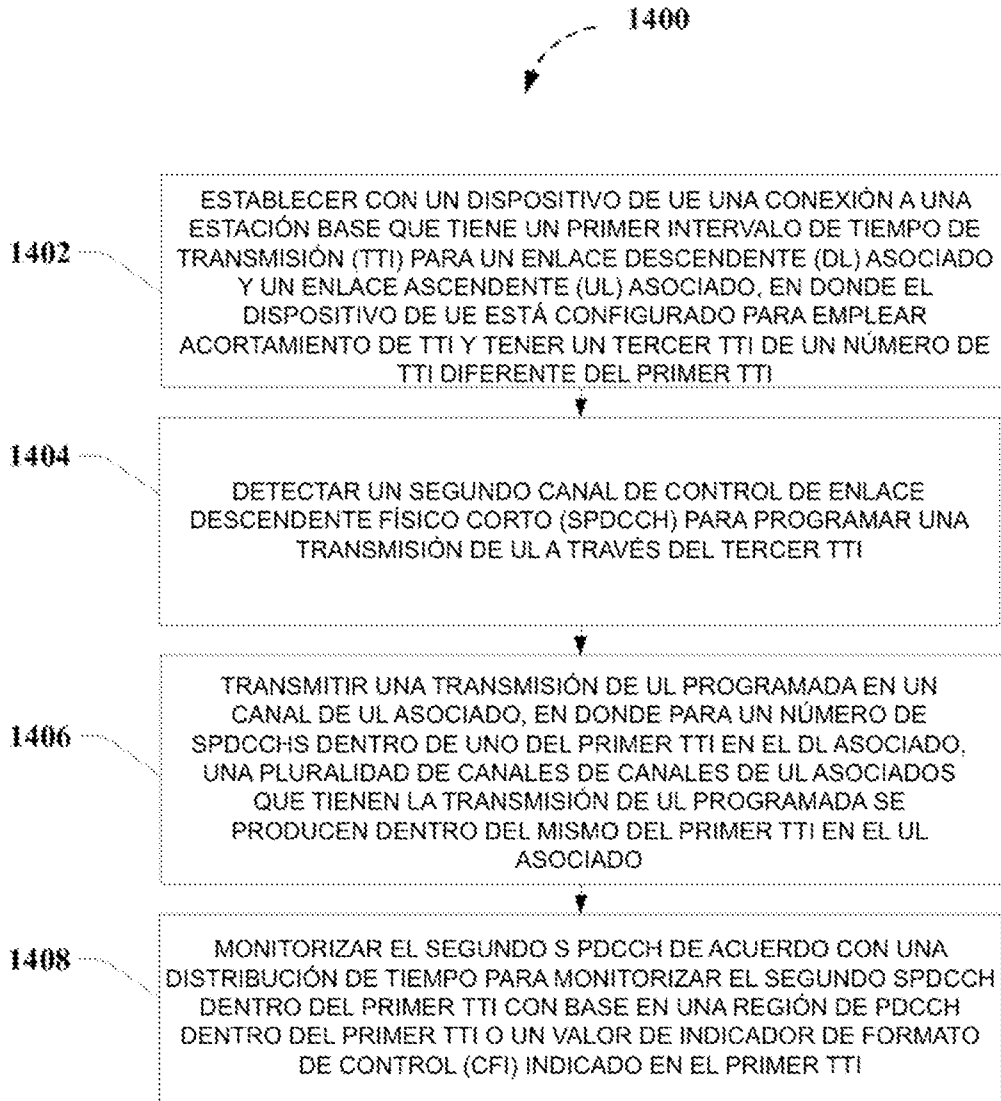 1400
1402
ESTABLECER CON UN DISPOSITIVO DE UE UNA CONEXIÓN A UNA
ESTACIÓN BASE QUE TIENE UN PRIMER INTERVALO DE TIEMPO DE
TRANSMISIÓN (TTI) PARA UN ENLACE DESCENDENTE (DL) ASOCIADO
Y UN ENLACE ASCENDENTE (UL) ASOCIADO, EN DONDE EL
DISPOSITIVO DE UE ESTÁ CONFIGURADO PARA EMPLEAR
ACORTAMIENTO DE TTI Y TENER UN TERCER TTI DE UN NÚMERO DE
TTI DIFERENTE DEL PRIMER TTI
1404
DETECTAR UN SEGUNDO CANAL DE CONTROL DE ENLACE
DESCENDENTE FÍSICO CORTO (SPDCCH) PARA PROGRAMAR UNA
TRANSMISIÓN DE UL A TRAVÉS DEL TERCER TTI
1406
TRANSMITIR UNA TRANSMISIÓN DE UL PROGRAMADA EN UN
CANAL DE UL ASOCIADO, EN DONDE PARA UN NÚMERO DE
SPDCCHS DENTRO DE UNO DEL PRIMER TTI EN EL DL ASOCIADO,
UNA PLURALIDAD DE CANALES DE CANALES DE UL ASOCIADOS
QUE TIENEN LA TRANSMISIÓN DE UL PROGRAMADA SE
PRODUCEN DENTRO DEL MISMO DEL PRIMER TTI EN EL UL
ASOCIADO
1408
MONITORIZAR EL SEGUNDO S PDCCH DE ACUERDO CON UNA
DISTRIBUCIÓN DE TIEMPO PARA MONITORIZAR EL SEGUNDO SPDCCH
DENTRO DEL PRIMER TTI CON BASE EN UNA REGIÓN DE PDCCH
DENTRO DEL PRIMER TTI O UN VALOR DE INDICADOR DE FORMATO
DE CONTROL (CFI) INDICADO EN EL PRIMER TTI